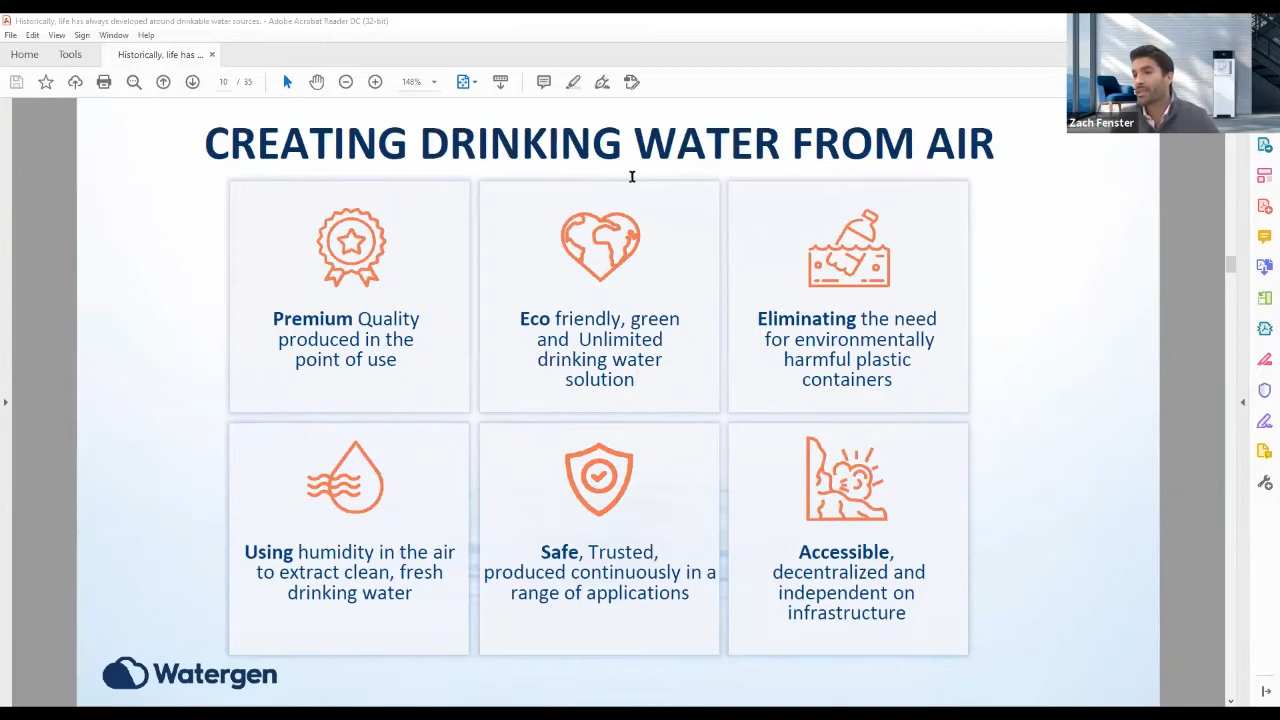 Historically, life has always developed around drinkable water sources. - Adobe Acrobat Reader DC (32-bit)
File Edit View Sign Window Help
Home Tools Historically, life has ... ×
10 / 35 148%
Zach Fenster
CREATING DRINKING WATER FROM AIR
Premium Quality
produced in the
point of use
Eco friendly, green
and Unlimited
drinking water
solution
Eliminating the need
for environmentally
harmful plastic
containers
Using humidity in the air
to extract clean, fresh
drinking water
Safe, Trusted,
produced continuously in a
range of applications
Accessible,
decentralized and
independent on
infrastructure
Watergen